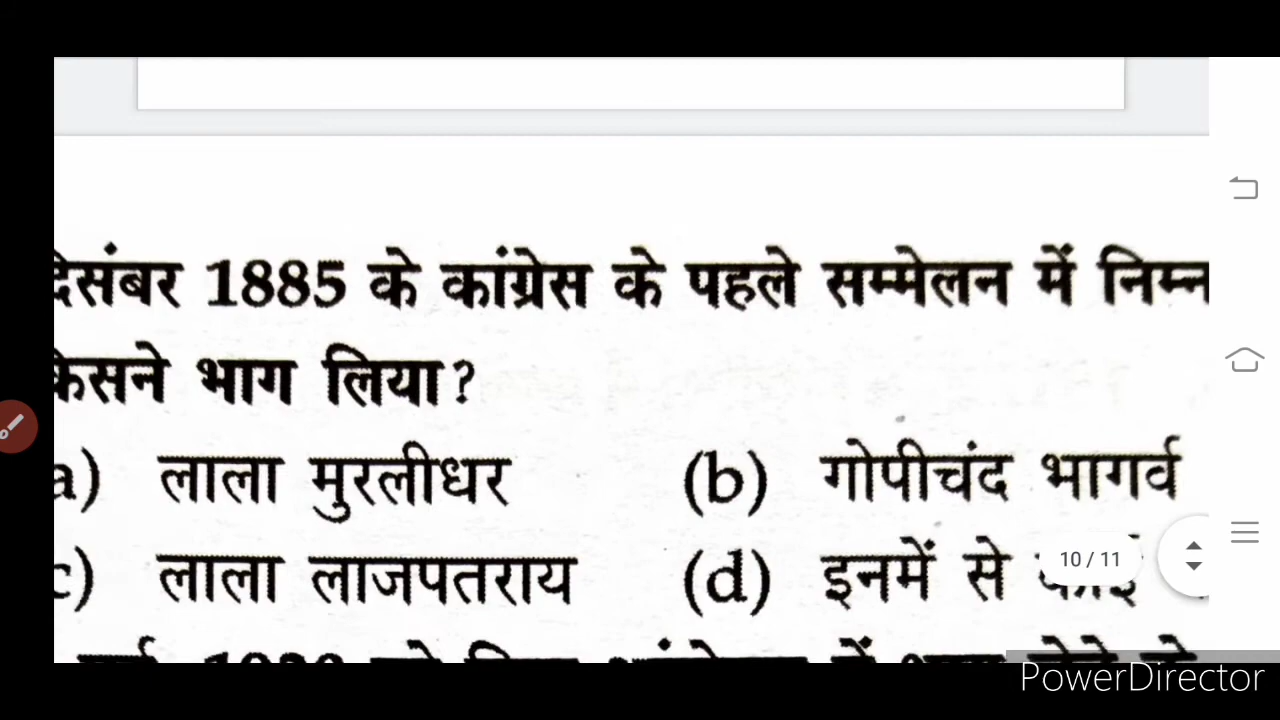 दिसंबर 1885 के कांग्रेस के पहले सम्मेलन में निम्न
किसने भाग लिया?
a) लाला मुरलीधर (b) गोपीचंद भागर्व
c) लाला लाजपतराय (d) इनमें से
10 / 11
PowerDirector